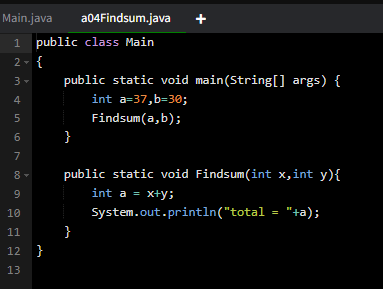 Main.java a04Findsum.java +
1 public class Main
2 {
3 public static void main(String[] args) {
4 int a=37,b=30;
5 Findsum(a,b);
6 }
7
8 public static void Findsum(int x,int y){
9 int a = x+y;
10 System.out.println("total = "+a);
11 }
12 }
13